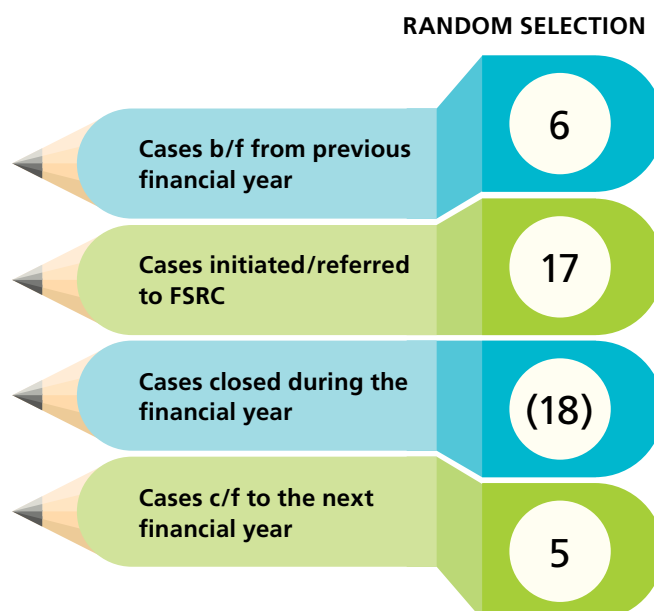 RANDOM SELECTION
Cases b/f from previous
financial year
6
Cases initiated/referred
to FSRC
17
Cases closed during the
financial year
(18)
Cases c/f to the next
financial year
5